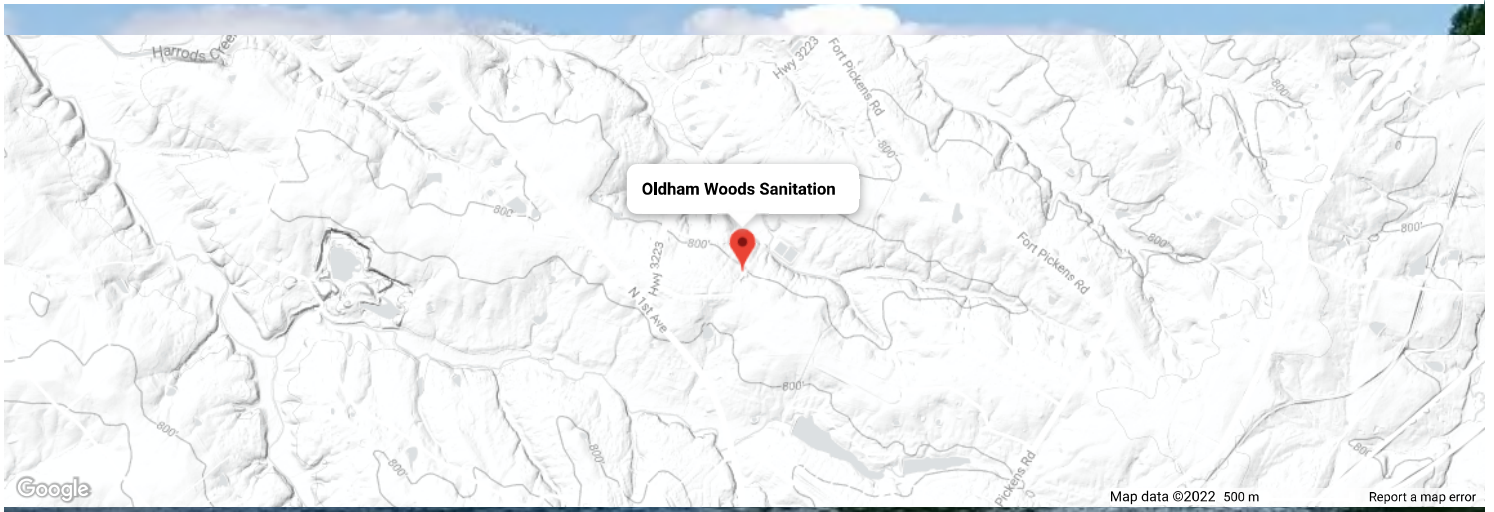 Harrods Creek
Hwy 3223
Fort Pickens Rd
800'
800'
Oldham Woods Sanitation
800'
800'
Hwy 3223
N 1st Ave
Fort Pickens Rd
800'
800'
800'
800'
800'
800'
Pickens Rd
Google
Map data ©2022 500 m
Report a map error